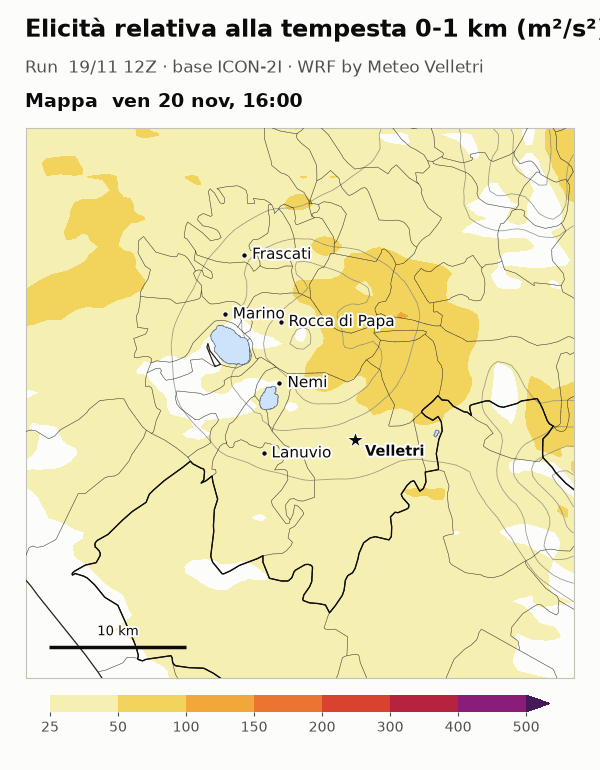 Elicità relativa alla tempesta 0-1 km (m²/s²)
Run  19/11 12Z · base ICON-2I · WRF by Meteo Velletri
Mappa  ven 20 nov, 16:00
Frascati
Marino
Rocca di Papa
Nemi
Velletri
Lanuvio
10 km
25 50 100 150 200 300 400 500